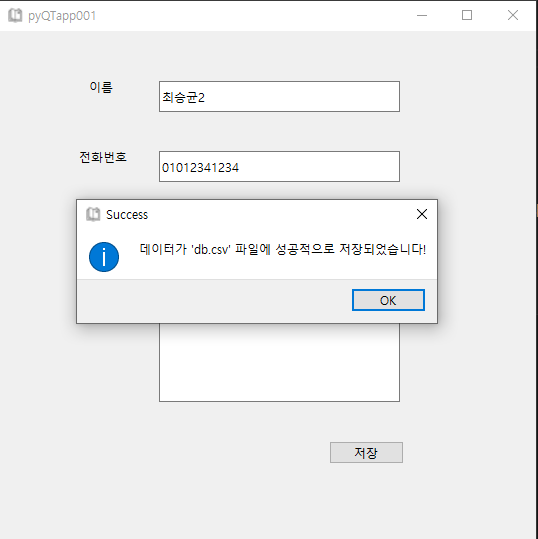 pyQTapp001
이름
최승균2
전화번호
01012341234
Success
데이터가 'db.csv' 파일에 성공적으로 저장되었습니다!
OK
저장